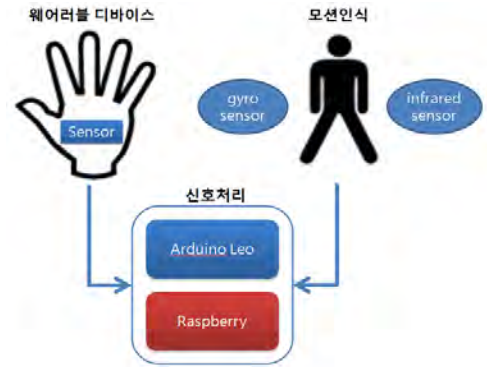 웨어러블 디바이스
모션인식
Sensor
gyro
sensor
infrared
sensor
신호처리
Arduino Leo
Raspberry